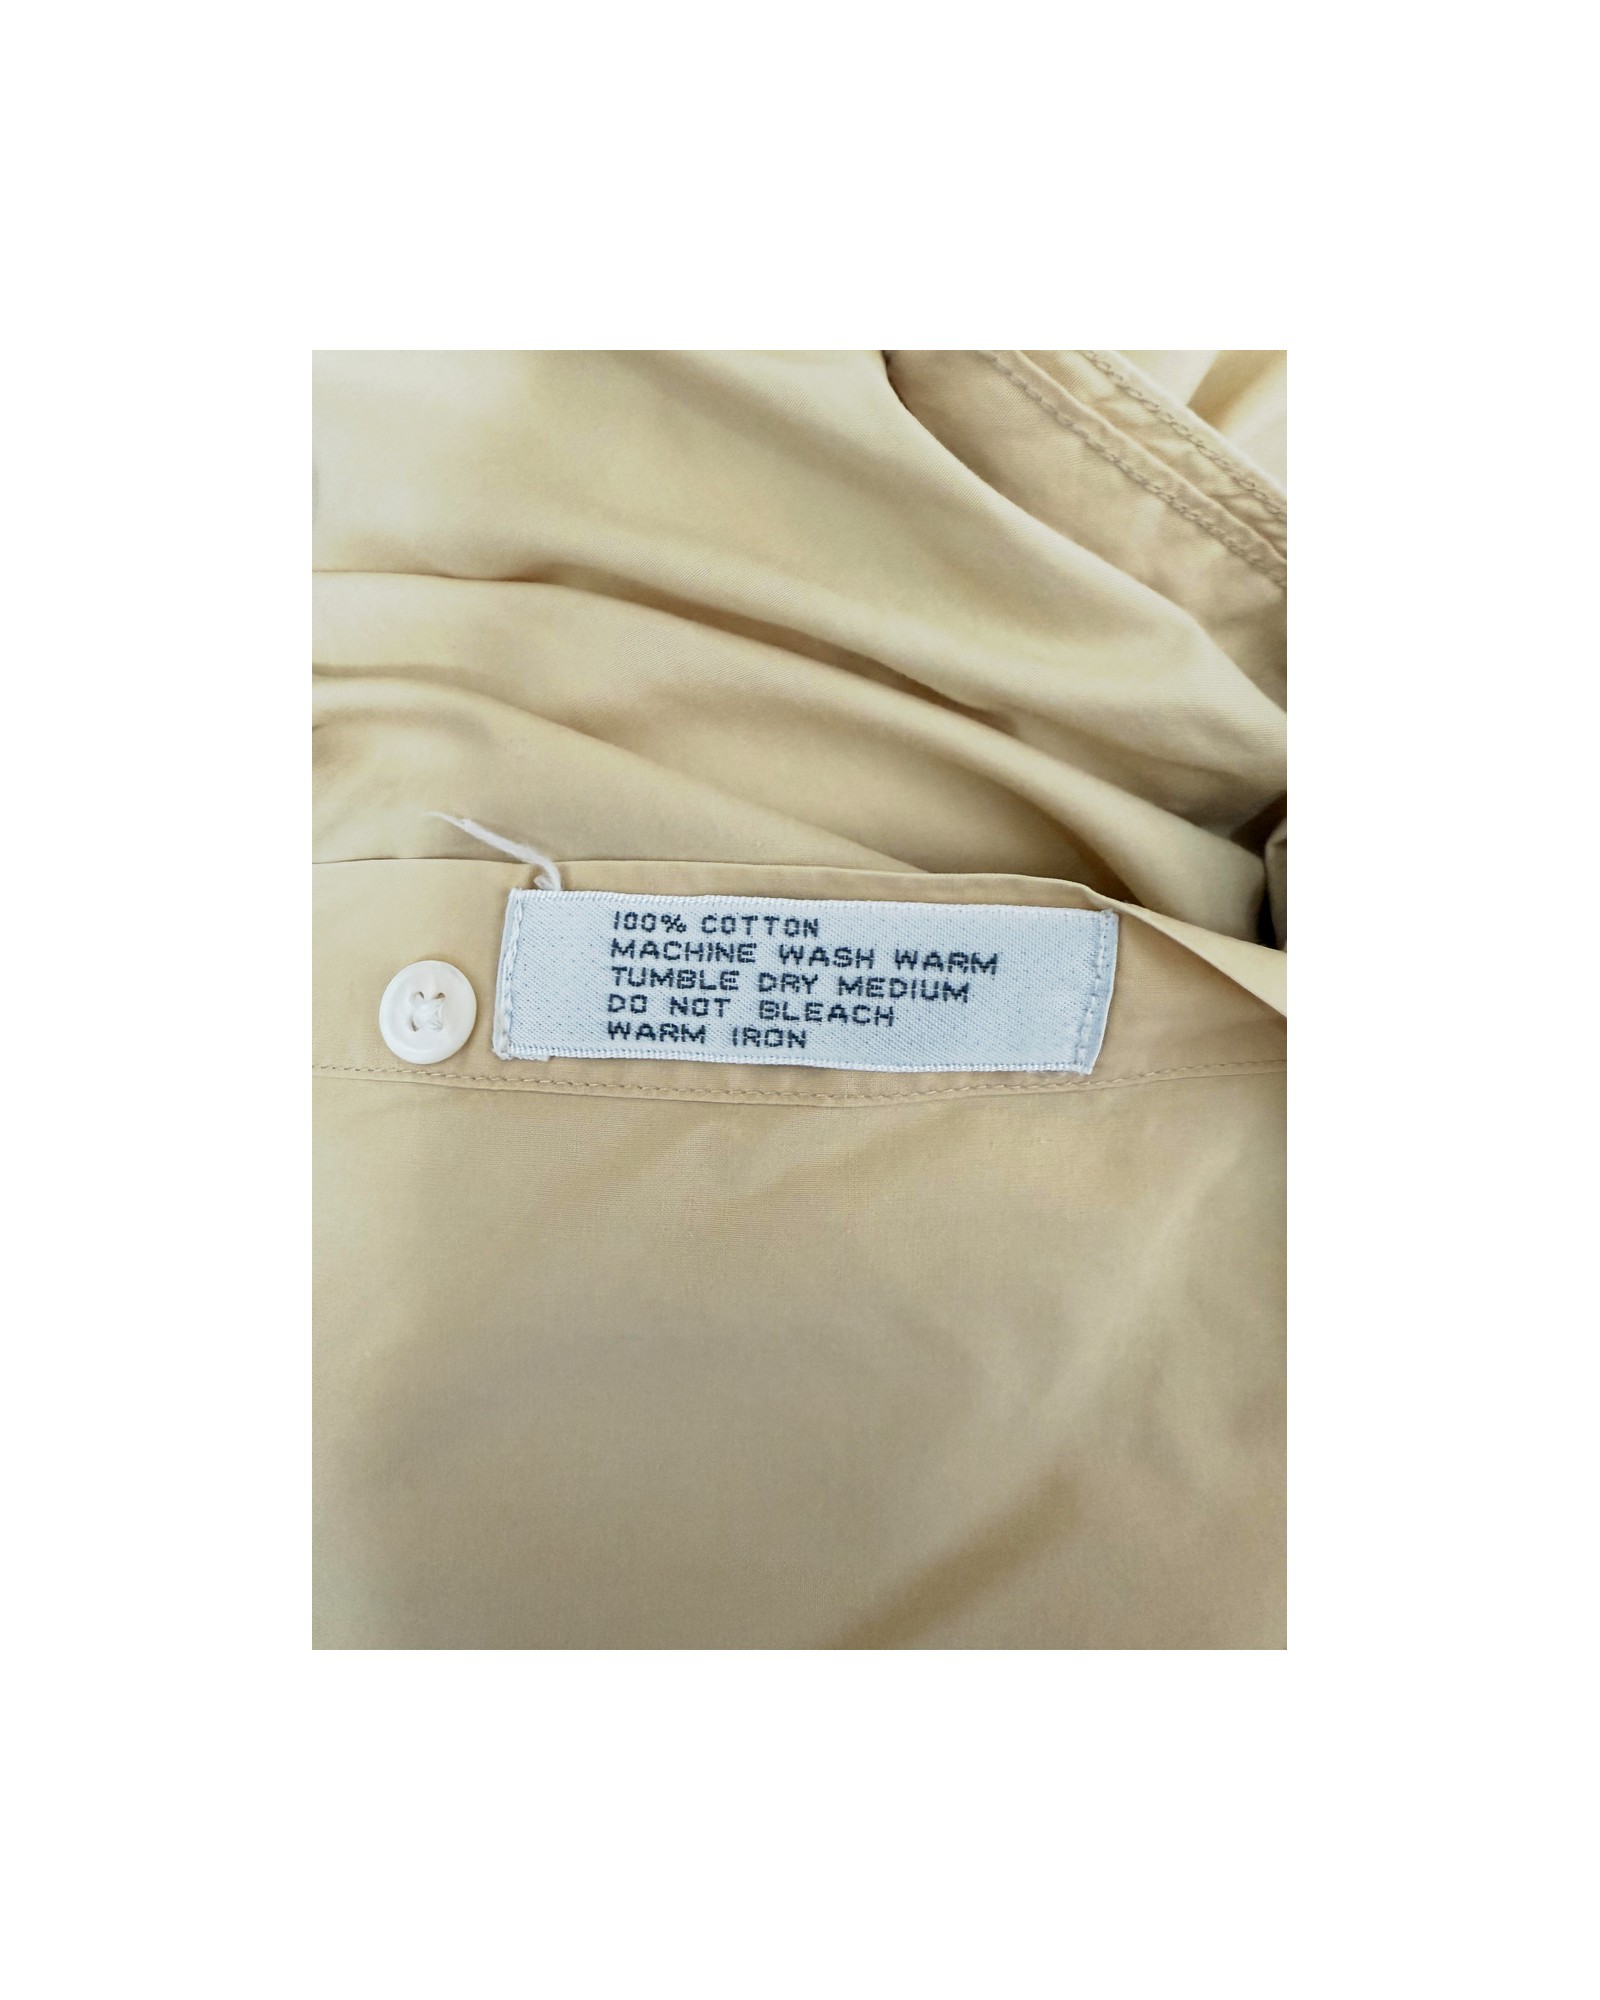 100% COTTON
MACHINE WASH WARM
TUMBLE DRY MEDIUM
DO NOT BLEACH
WARM IRON